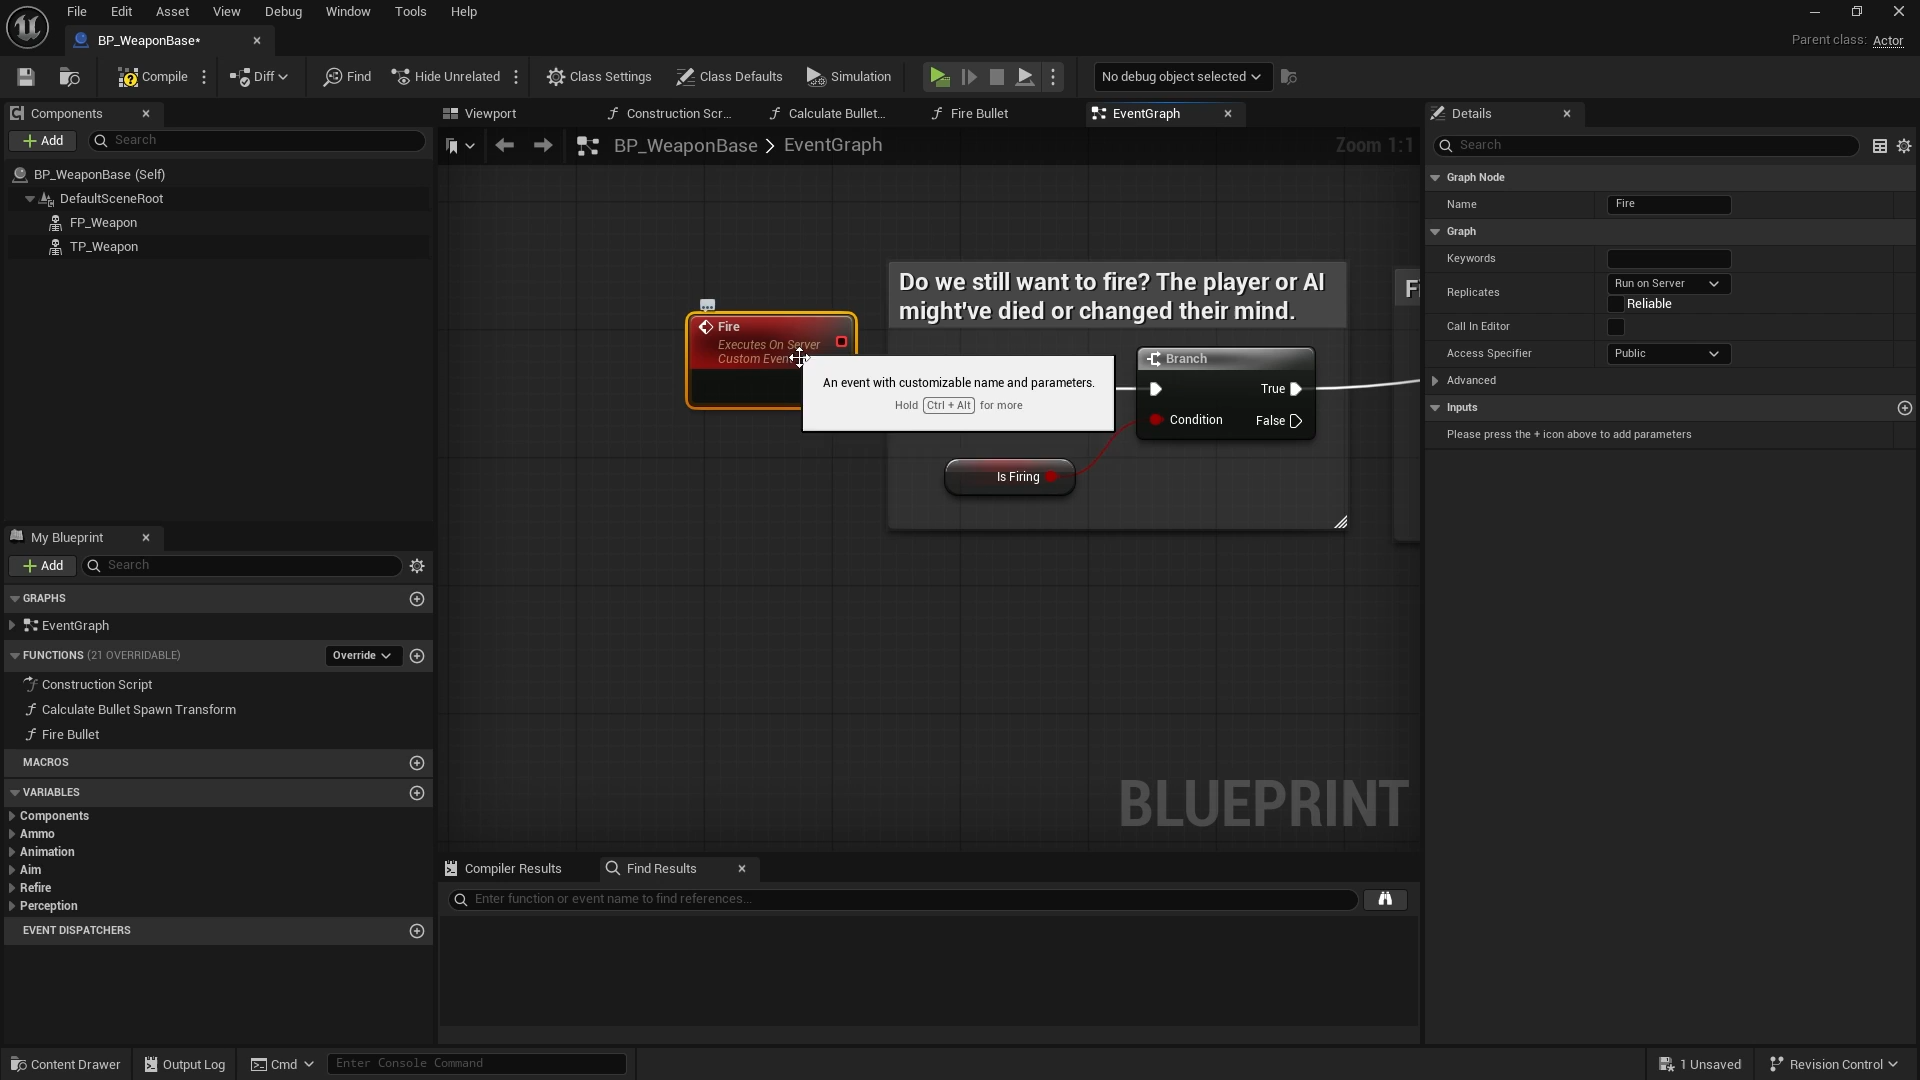 File Edit Asset View Debug Window Tools Help
BP_WeaponBase*
Parent class: Actor
Compile Diff Find Hide Unrelated Class Settings Class Defaults Simulation No debug object selected
Components
Add Search
BP_WeaponBase (Self)
DefaultSceneRoot
FP_Weapon
TP_Weapon
My Blueprint
Add Search
GRAPHS
EventGraph
FUNCTIONS (21 OVERRIDABLE) Override
Construction Script
Calculate Bullet Spawn Transform
Fire Bullet
MACROS
VARIABLES
Components
Ammo
Animation
Aim
Refire
Perception
EVENT DISPATCHERS
Viewport Construction Scr... Calculate Bullet... Fire Bullet EventGraph
BP_WeaponBase > EventGraph Zoom 1:1
Do we still want to fire? The player or AI
might've died or changed their mind.
Fire
Executes On Server
Custom Even
An event with customizable name and parameters.
Hold Ctrl + Alt for more
Branch
True
Condition False
Is Firing
BLUEPRINT
Compiler Results Find Results
Enter function or event name to find references...
Details
Search
Graph Node
Name Fire
Graph
Keywords
Replicates Run on Server
Reliable
Call In Editor
Access Specifier Public
Advanced
Inputs
Please press the + icon above to add parameters
Content Drawer Output Log Cmd Enter Console Command 1 Unsaved Revision Control